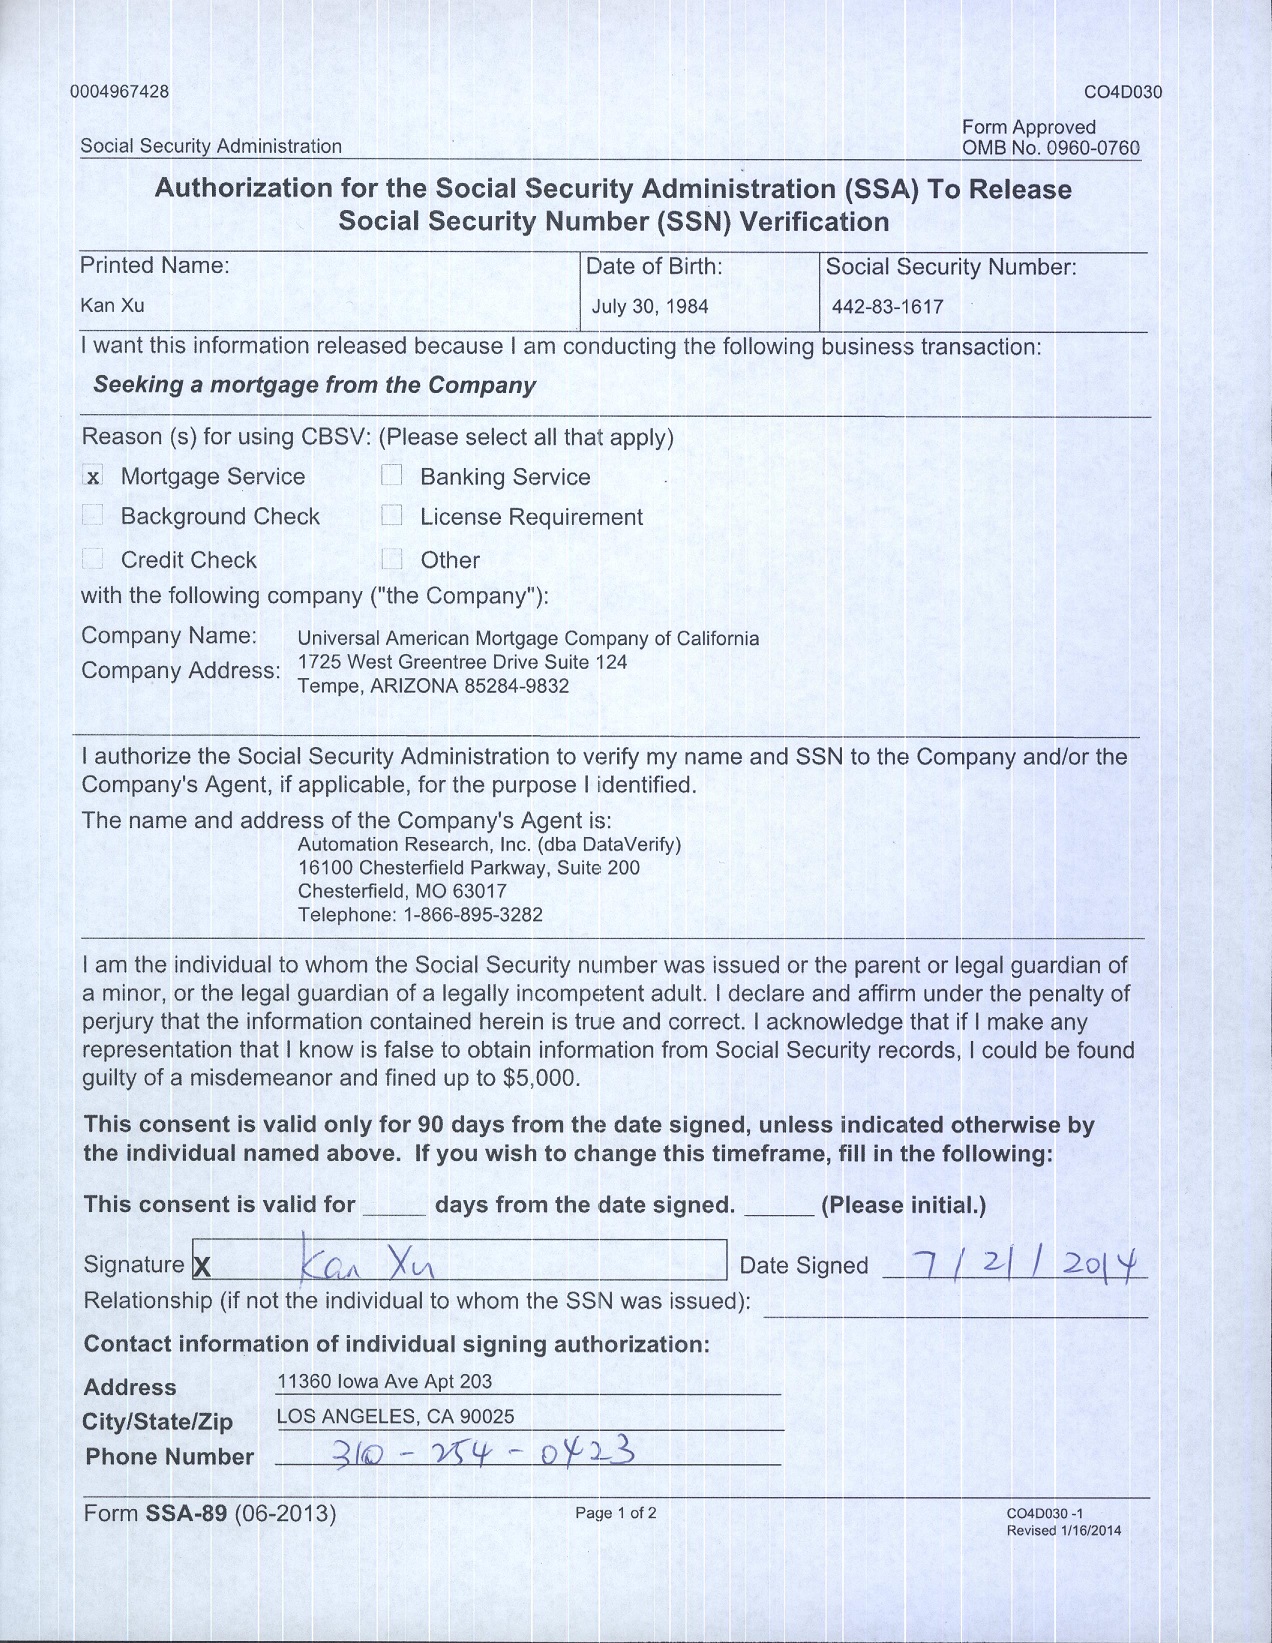 0004967428 CO4D030
Form Approved
Social Security Administration OMB No. 0960-0760
Authorization for the Social Security Administration (SSA) To Release
Social Security Number (SSN) Verification
Printed Name: Date of Birth: Social Security Number:
Kan Xu July 30, 1984 442-83-1617
I want this information released because I am conducting the following business transaction:
Seeking a mortgage from the Company
Reason (s) for using CBSV: (Please select all that apply)
x Mortgage Service Banking Service
Background Check License Requirement
Credit Check Other
with the following company ("the Company"):
Company Name: Universal American Mortgage Company of California
Company Address: 1725 West Greentree Drive Suite 124
Tempe, ARIZONA 85284-9832
I authorize the Social Security Administration to verify my name and SSN to the Company and/or the
Company's Agent, if applicable, for the purpose I identified.
The name and address of the Company's Agent is:
Automation Research, Inc. (dba DataVerify)
16100 Chesterfield Parkway, Suite 200
Chesterfield, MO 63017
Telephone: 1-866-895-3282
I am the individual to whom the Social Security number was issued or the parent or legal guardian of
a minor, or the legal guardian of a legally incompetent adult. I declare and affirm under the penalty of
perjury that the information contained herein is true and correct. I acknowledge that if I make any
representation that I know is false to obtain information from Social Security records, I could be found
guilty of a misdemeanor and fined up to $5,000.
This consent is valid only for 90 days from the date signed, unless indicated otherwise by
the individual named above. If you wish to change this timeframe, fill in the following:
This consent is valid for _____ days from the date signed. ______ (Please initial.)
Signature X Kan Xu Date Signed 7/21/2014
Relationship (if not the individual to whom the SSN was issued):
Contact information of individual signing authorization:
Address 11360 Iowa Ave Apt 203
City/State/Zip LOS ANGELES, CA 90025
Phone Number 310-254-0423
Form SSA-89 (06-2013) Page 1 of 2 CO4D030 -1
Revised 1/16/2014